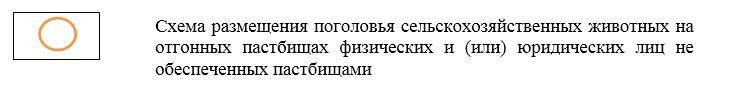 Схема размещения поголовья сельскохозяйственных животных на
отгонных пастбищах физических и (или) юридических лиц не
обеспеченных пастбищами